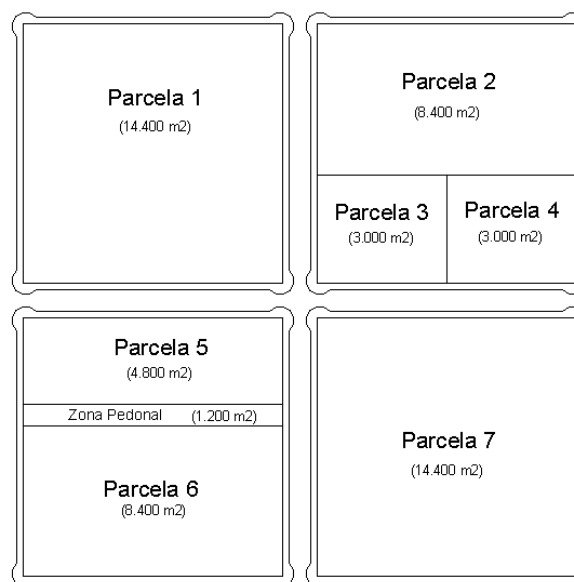 Parcela 1
(14.400 m2)
Parcela 2
(8.400 m2)
Parcela 3
(3.000 m2)
Parcela 4
(3.000 m2)
Parcela 5
(4.800 m2)
Zona Pedonal (1.200 m2)
Parcela 6
(8.400 m2)
Parcela 7
(14.400 m2)